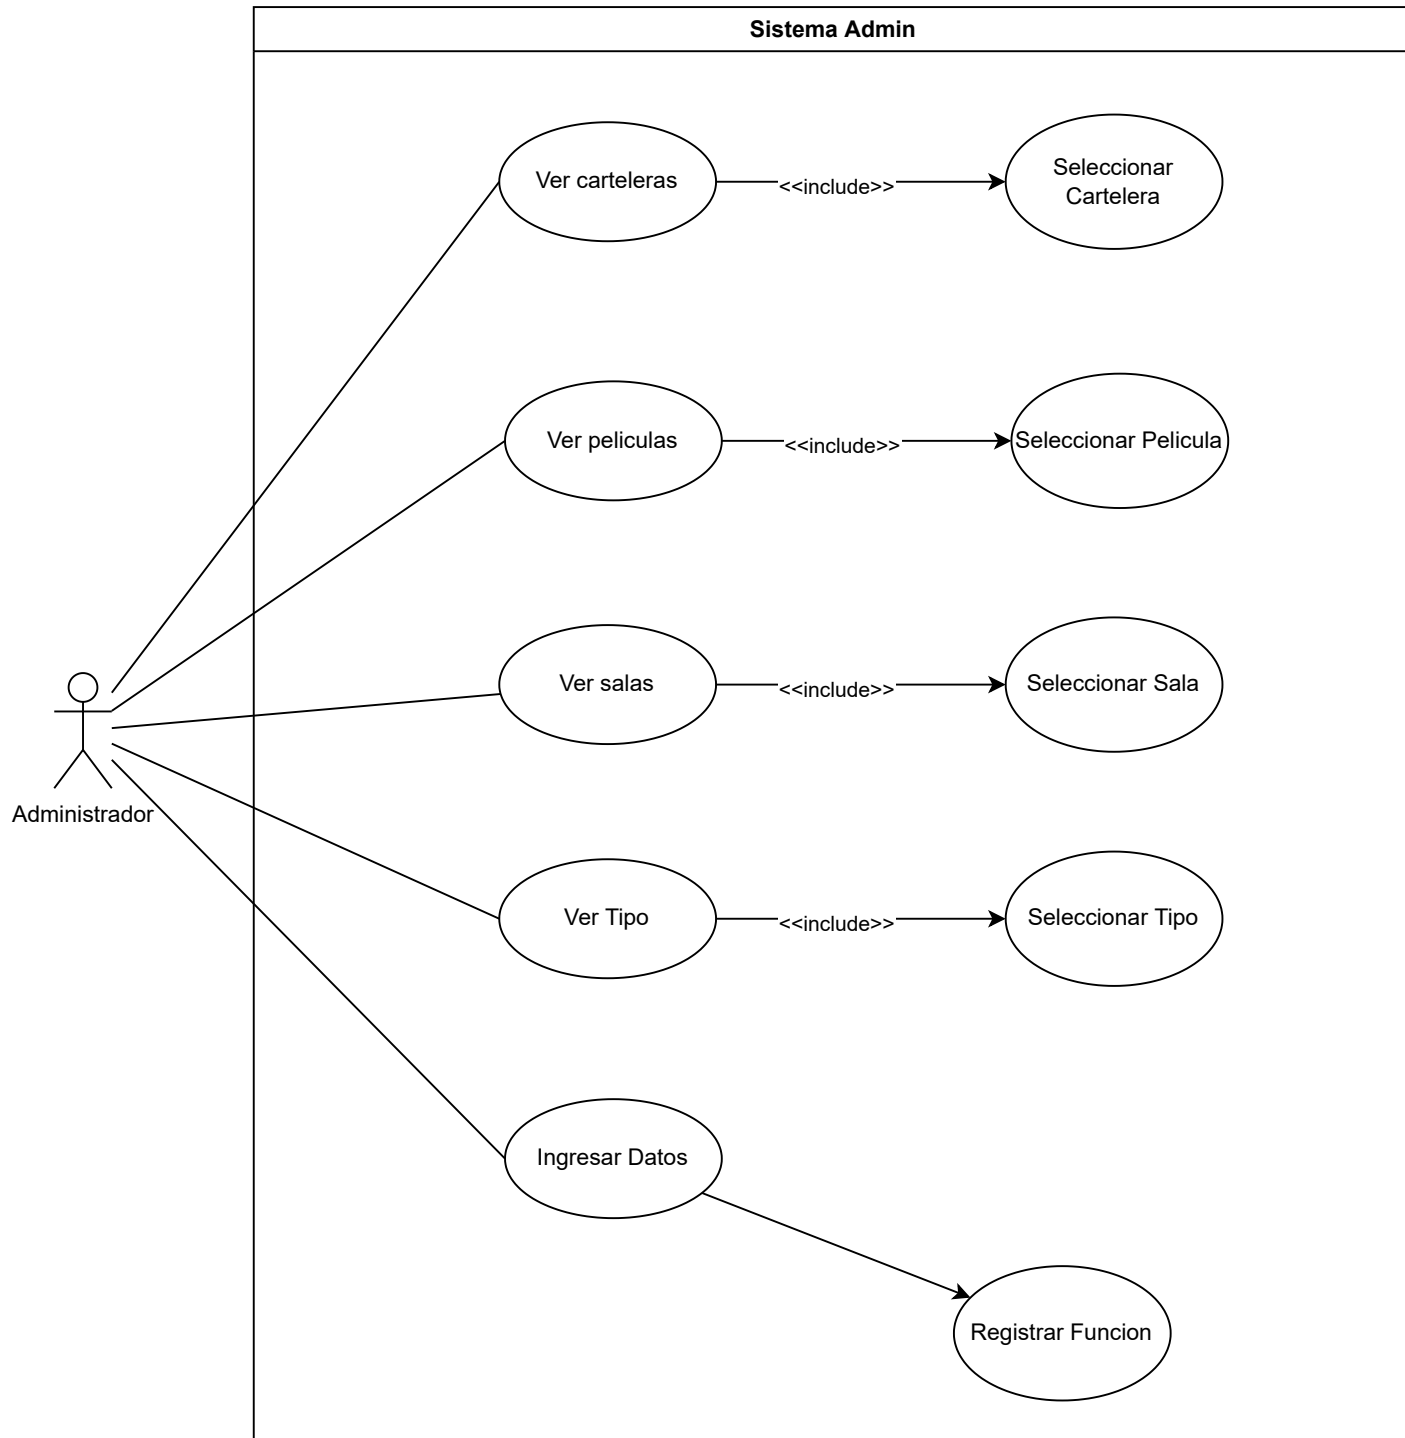 Sistema Admin
Ver carteleras
<<include>>
Seleccionar
Cartelera
Ver peliculas
<<include>>
Seleccionar Pelicula
Ver salas
<<include>>
Seleccionar Sala
Administrador
Ver Tipo
<<include>>
Seleccionar Tipo
Ingresar Datos
Registrar Funcion